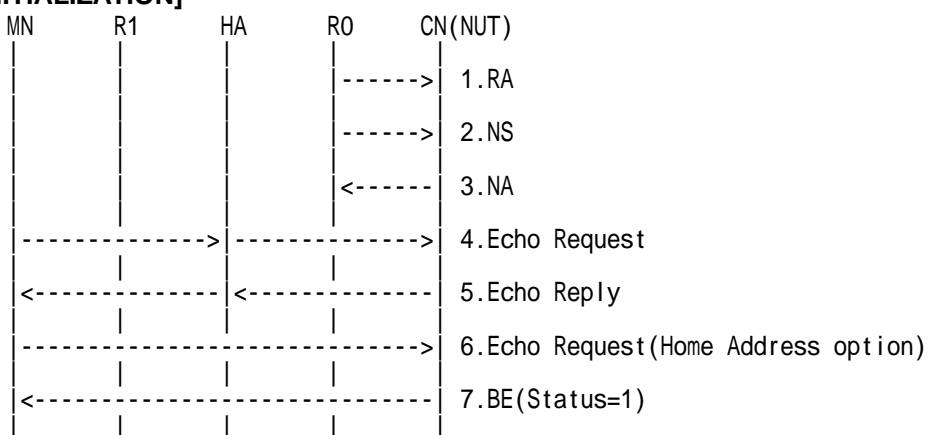 MN R1 HA R0 CN(NUT)
1.RA
2.NS
3.NA
4.Echo Request
5.Echo Reply
6.Echo Request(Home Address option)
7.BE(Status=1)